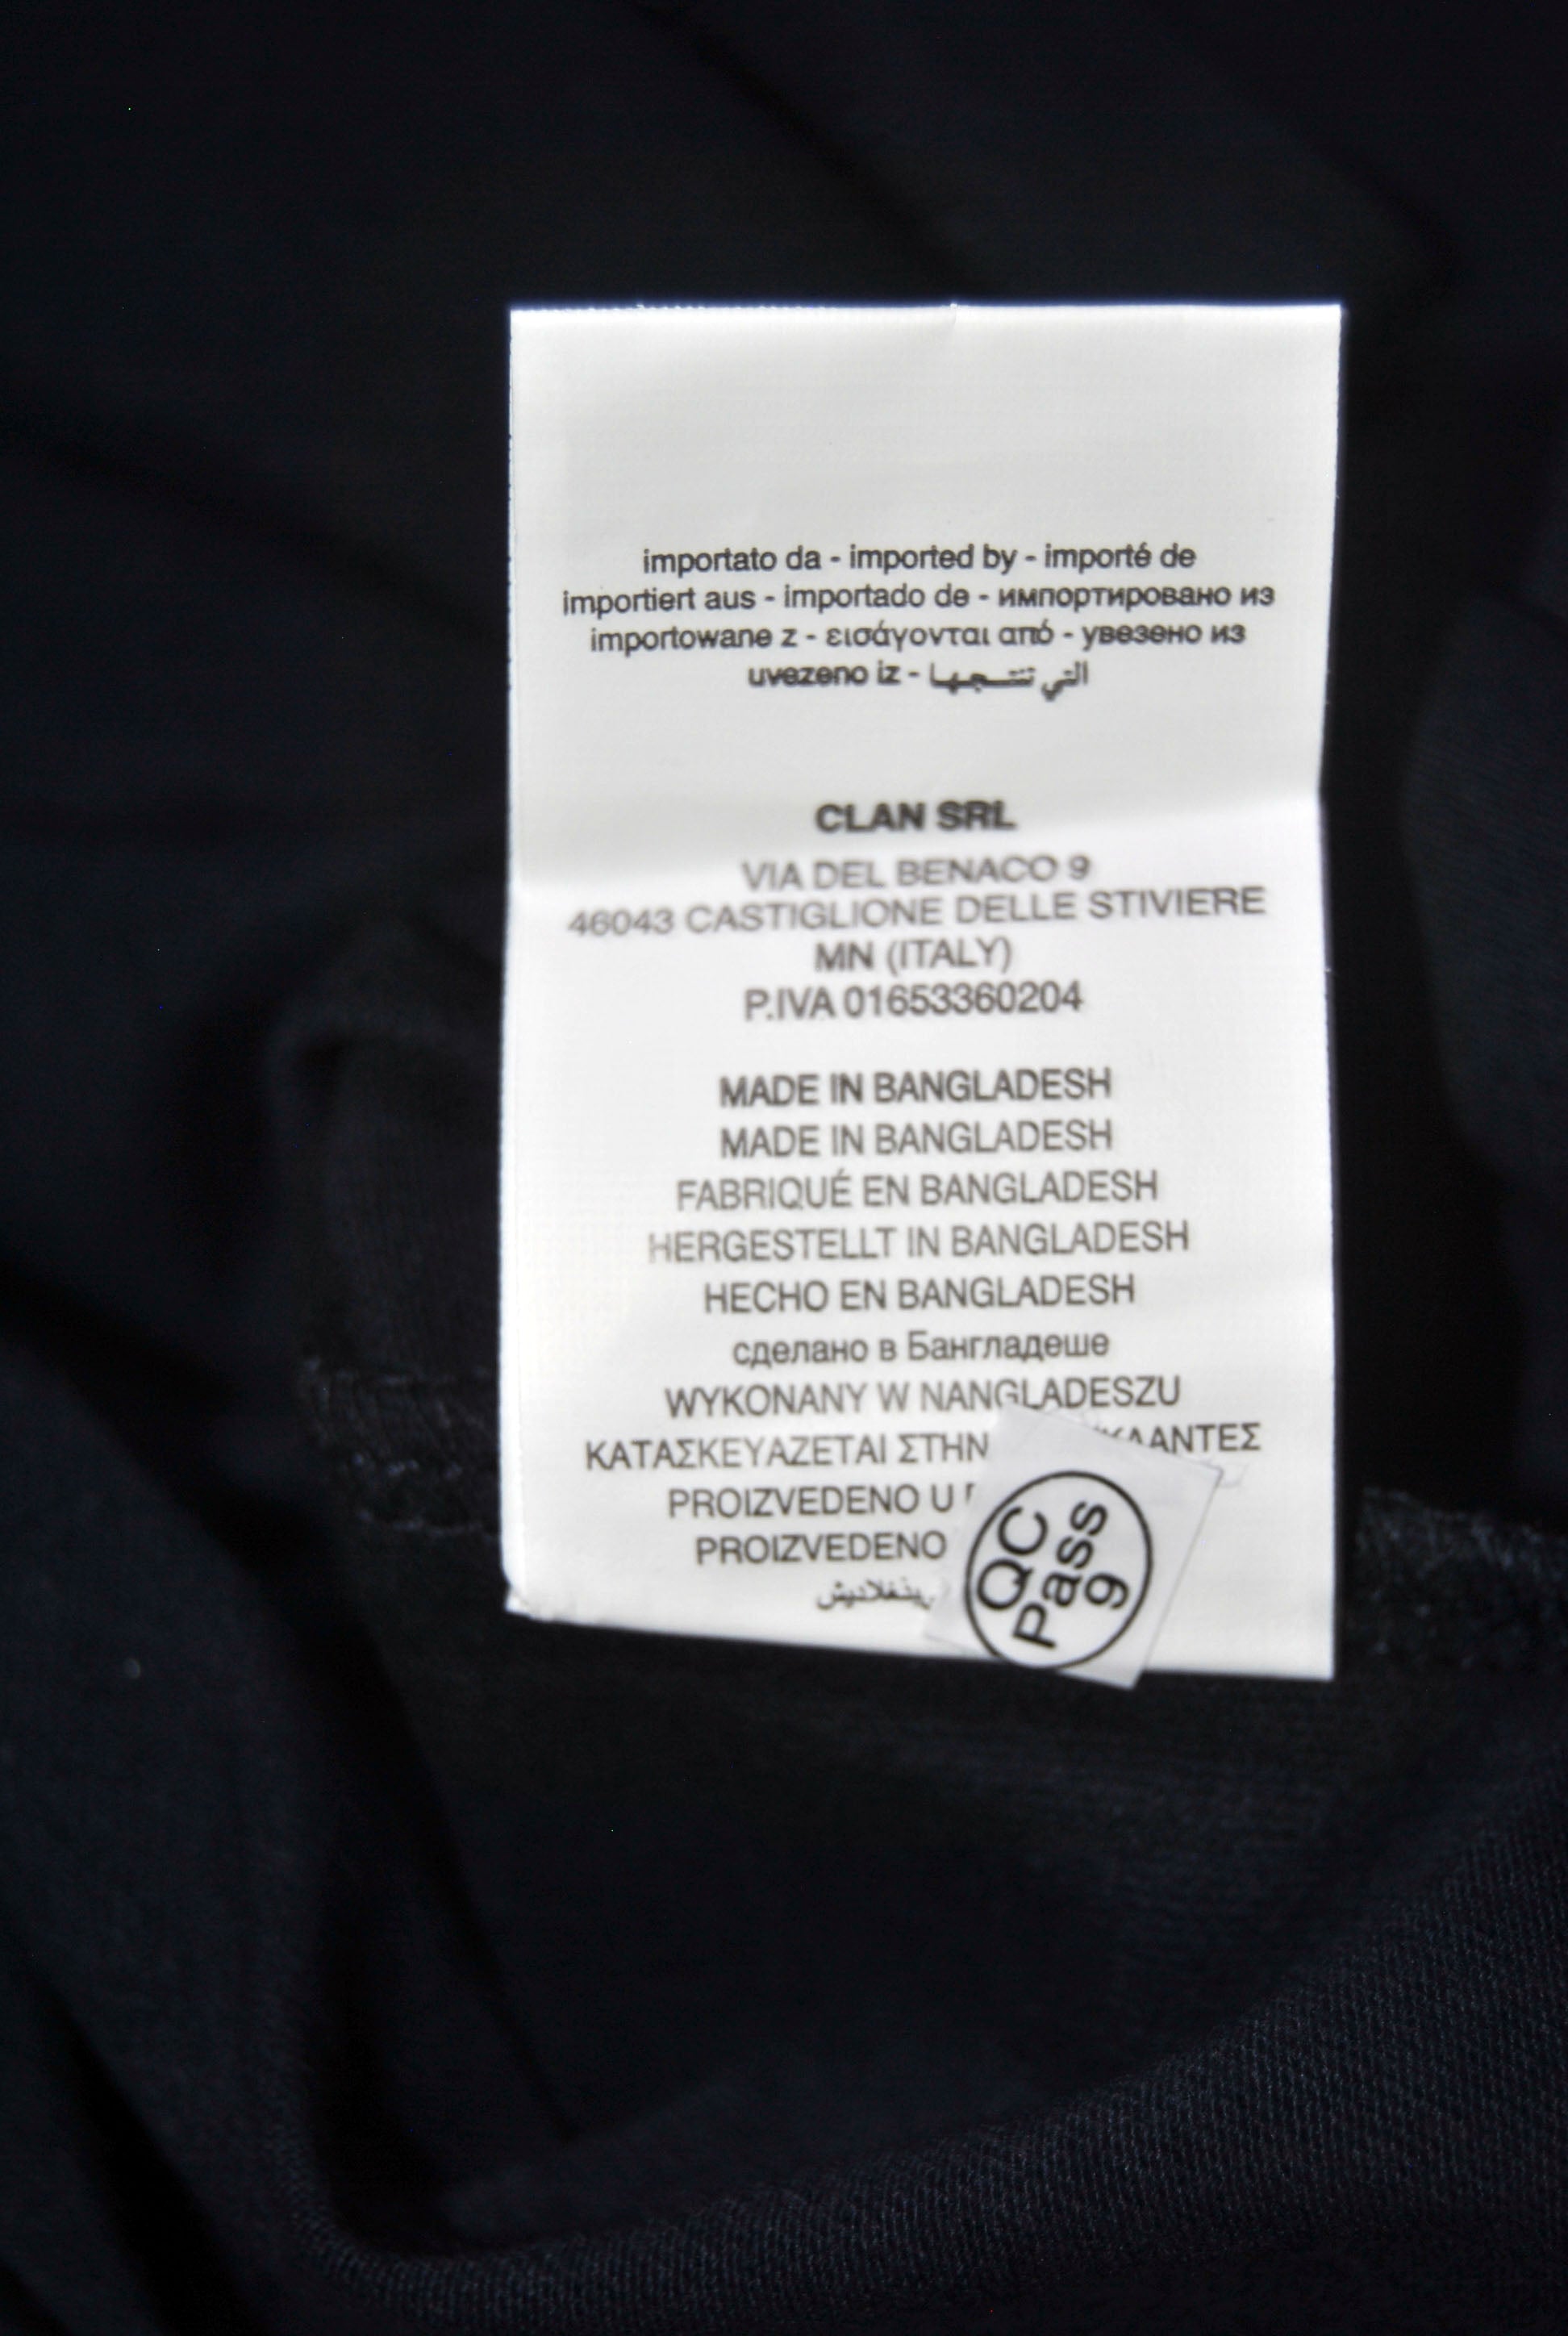 importato da - imported by - importé de
importiert aus - importado de - импортировано из
importowane z - εισάγονται από - увезено из
uvezeno iz - التي تنتجها
CLAN SRL
VIA DEL BENACO 9
46043 CASTIGLIONE DELLE STIVIERE
MN (ITALY)
P.IVA 01653360204
MADE IN BANGLADESH
MADE IN BANGLADESH
FABRIQUÉ EN BANGLADESH
HERGESTELLT IN BANGLADESH
HECHO EN BANGLADESH
сделано в Бангладеше
WYKONANY W NANGLADESZU
ΚΑΤΑΣΚΕΥΑΖΕΤΑΙ ΣΤΗΝ
PROIZVEDENO U
PROIZVEDENO
QC
Pass
9